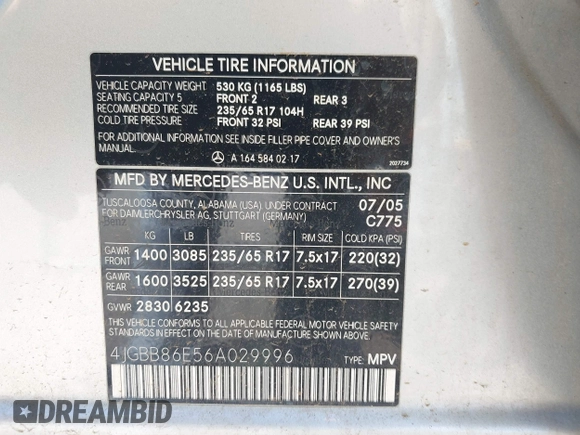 VEHICLE TIRE INFORMATION
VEHICLE CAPACITY WEIGHT 530 KG (1165 LBS)
SEATING CAPACITY 5 FRONT 2 REAR 3
RECOMMENDED TIRE SIZE 235/65 R17 104H
COLD TIRE PRESSURE FRONT 32 PSI REAR 39 PSI
FOR ADDITIONAL INFORMATION SEE INSIDE FILLER PIPE COVER AND OWNER'S
MANUAL.
A 164 584 02 17
2027734
MFD BY MERCEDES-BENZ U.S. INTL., INC
TUSCALOOSA COUNTY, ALABAMA (USA). UNDER CONTRACT 07/05
FOR DAIMLERCHRYSLER AG, STUTTGART (GERMANY) C775
KG LB TIRES RIM SIZE COLD KPA (PSI)
GAWR FRONT 1400 3085 235/65 R17 7.5x17 220(32)
GAWR REAR 1600 3525 235/65 R17 7.5x17 270(39)
GVWR 2830 6235
THIS VEHICLE CONFORMS TO ALL APPLICABLE FEDERAL MOTOR VEHICLE
SAFETY STANDARDS IN EFFECT ON THE DATE OF MANUFACTURE SHOWN
ABOVE.
4JGBB86E56A029996 TYPE: MPV
DREAMBID